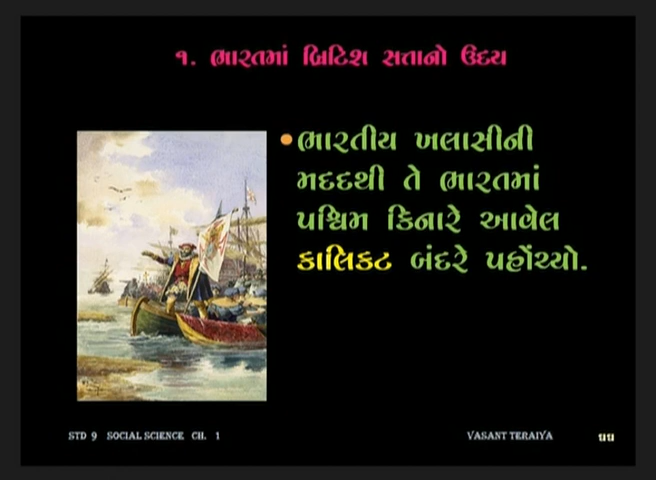 ૧. ભારતમાં બ્રિટિશ સત્તાનો ઉદય
•ભારતીય ખલાસીની
મદદથી તે ભારતમાં
પશ્ચિમ કિનારે આવેલ
કાલિકટ બંદરે પહોંચ્યો.
STD 9 SOCIAL SCIENCE CH. 1
VASANT TERAIYA